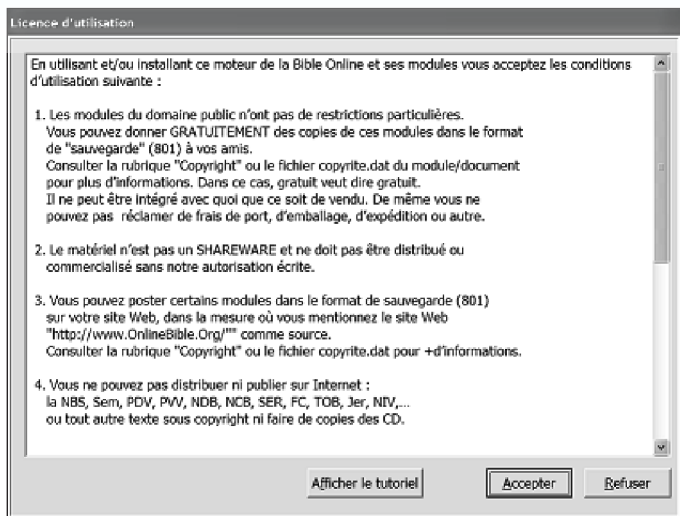 Licence d'utilisation
En utilisant et/ou installant ce moteur de la Bible Online et ses modules vous acceptez les conditions
d'utilisation suivante :
1. Les modules du domaine public n'ont pas de restrictions particulières.
Vous pouvez donner GRATUITEMENT des copies de ces modules dans le format
de "sauvegarde" (801) à vos amis.
Consulter la rubrique "Copyright" ou le fichier copyrite.dat du module/document
pour plus d'informations. Dans ce cas, gratuit veut dire gratuit.
Il ne peut être intégré avec quoi que ce soit de vendu. De même vous ne
pouvez pas réclamer de frais de port, d'emballage, d'expédition ou autre.
2. Le matériel n'est pas un SHAREWARE et ne doit pas être distribué ou
commercialisé sans notre autorisation écrite.
3. Vous pouvez poster certains modules dans le format de sauvegarde (801)
sur votre site Web, dans la mesure où vous mentionnez le site Web
"http://www.OnlineBible.Org/"" comme source.
Consulter la rubrique "Copyright" ou le fichier copyrite.dat pour +d'informations.
4. Vous ne pouvez pas distribuer ni publier sur Internet :
la NBS, Sem, PDV, PVV, NDB, NCB, SER, FC, TOB, Jer, NIV,...
ou tout autre texte sous copyright ni faire de copies des CD.
Afficher le tutoriel Accepter Refuser